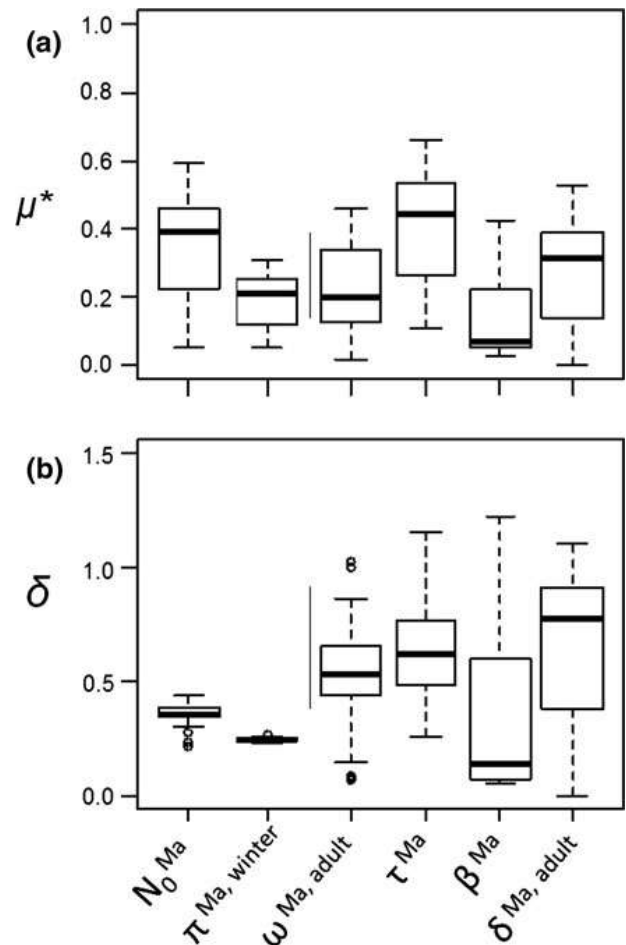 (a)
μ*
1.0
0.8
0.6
0.4
0.2
0.0
(b)
δ
1.5
1.0
0.5
0.0
N₀ Ma
π Ma, winter
ω Ma, adult
τ Ma
β Ma
δ Ma, adult